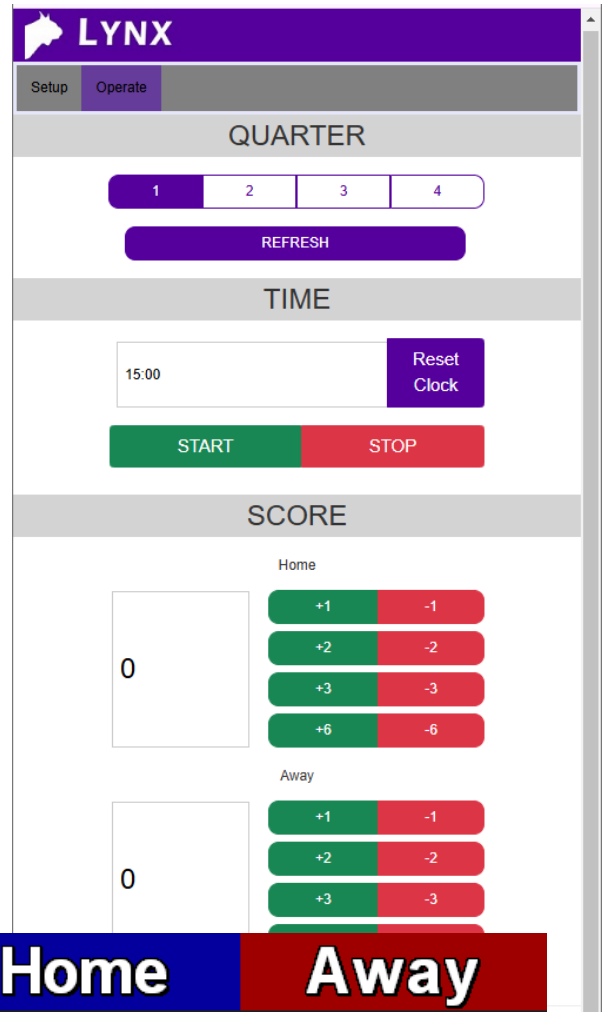 LYNX
Setup Operate
QUARTER
1 2 3 4
REFRESH
TIME
15:00 Reset Clock
START STOP
SCORE
Home
0
+1 -1
+2 -2
+3 -3
+6 -6
Away
0
+1 -1
+2 -2
+3 -3
Home Away